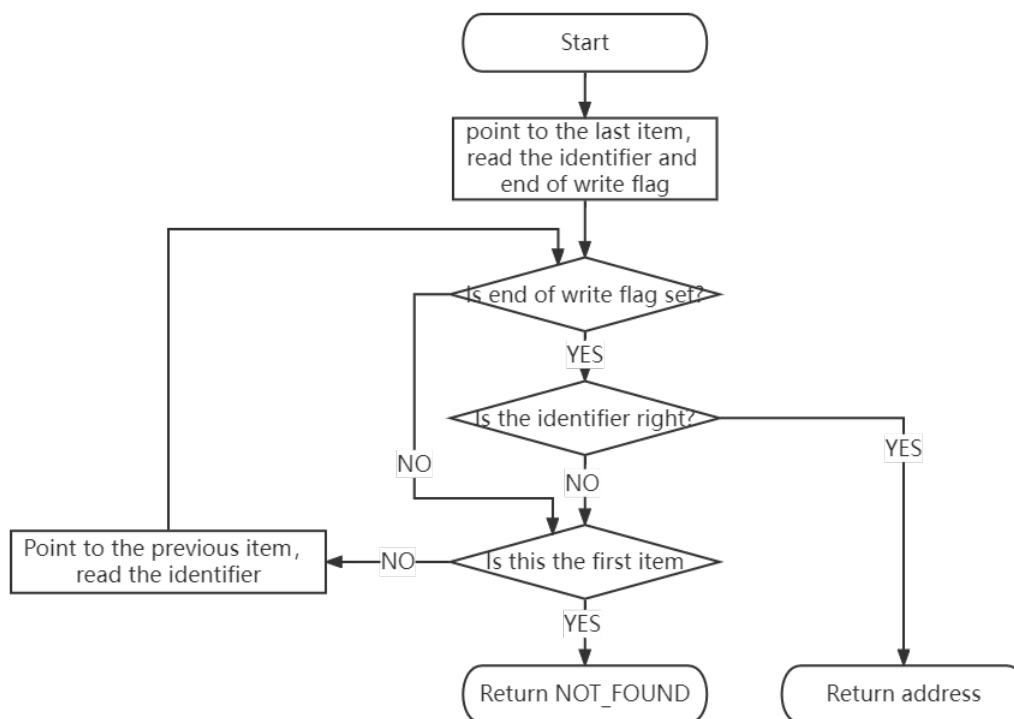 Start
point to the last item,
read the identifier and
end of write flag
Is end of write flag set?
YES
Is the identifier right?
YES
NO
NO
Point to the previous item,
read the identifier
NO
Is this the first item
YES
Return NOT_FOUND
Return address